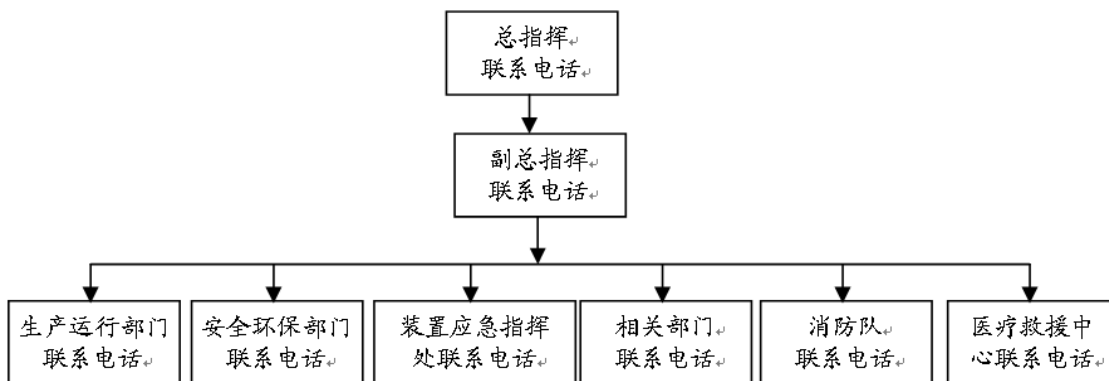 总指挥
联系电话
副总指挥
联系电话
生产运行部门
联系电话
安全环保部门
联系电话
装置应急指挥
处联系电话
相关部门
联系电话
消防队
联系电话
医疗救援中
心联系电话